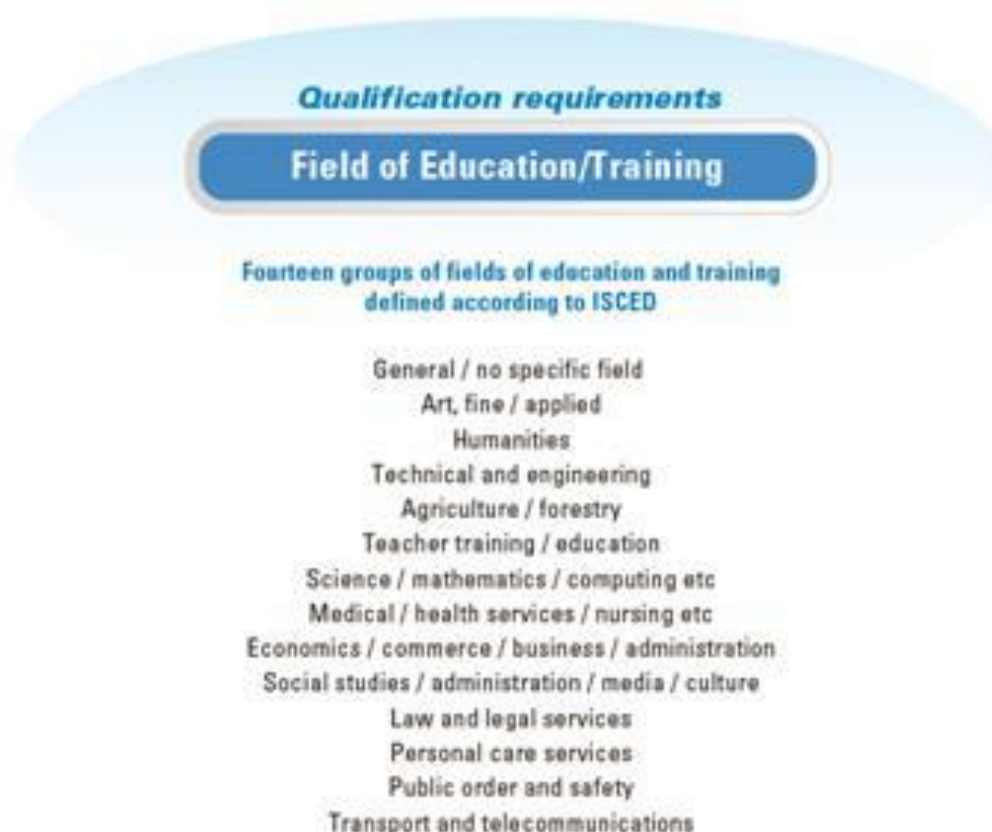 Qualification requirements
Field of Education/Training
Fourteen groups of fields of education and training
defined according to ISCED
General / no specific field
Art, fine / applied
Humanities
Technical and engineering
Agriculture / forestry
Teacher training / education
Science / mathematics / computing etc
Medical / health services / nursing etc
Economics / commerce / business / administration
Social studies / administration / media / culture
Law and legal services
Personal care services
Public order and safety
Transport and telecommunications